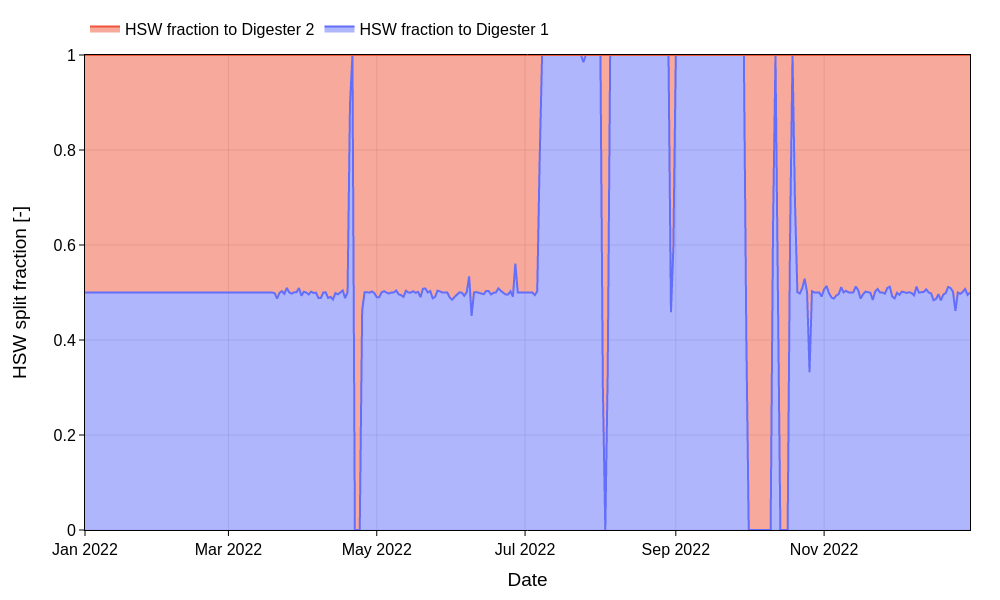 HSW fraction to Digester 2 HSW fraction to Digester 1
1
0.8
0.6
0.4
0.2
0
HSW split fraction [-]
Jan 2022 Mar 2022 May 2022 Jul 2022 Sep 2022 Nov 2022
Date